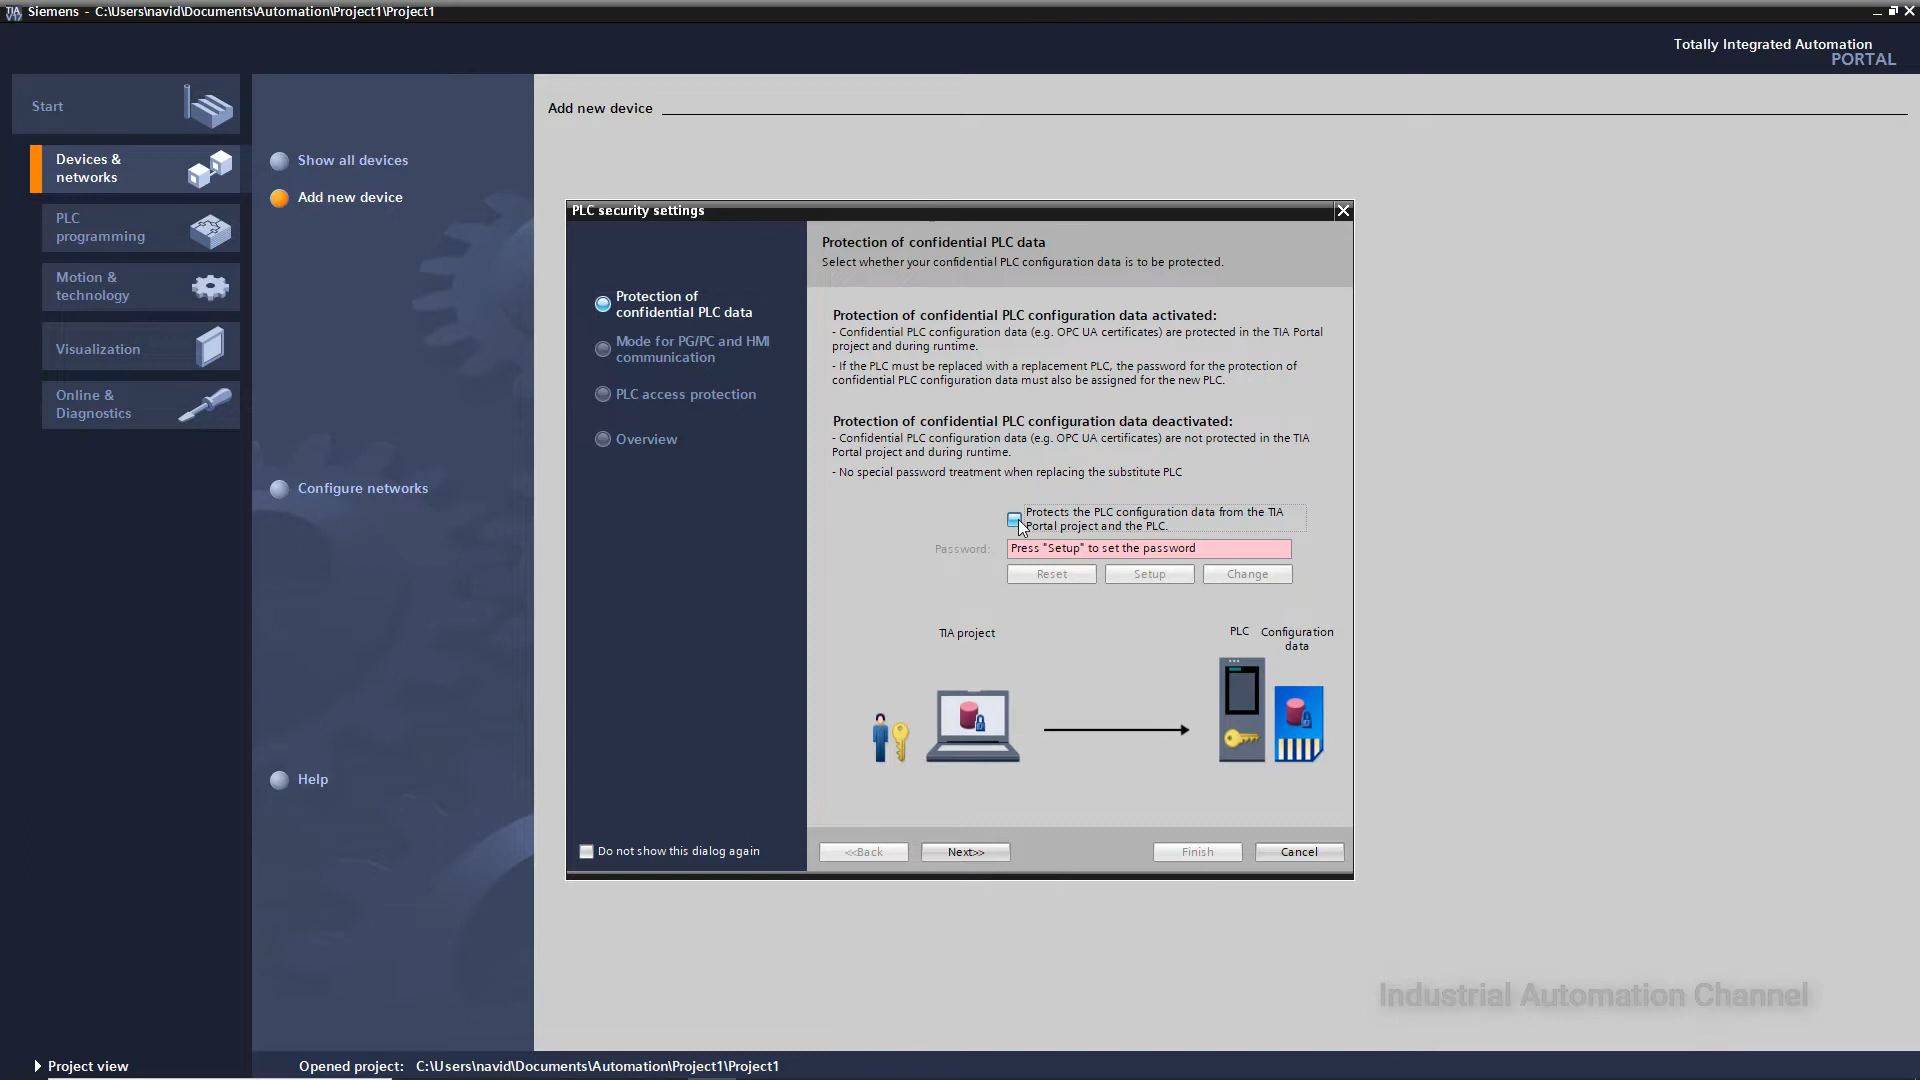 Siemens - C:\Users\navid\Documents\Automation\Project1\Project1
Totally Integrated Automation
PORTAL
Start
Devices &
networks
PLC
programming
Motion &
technology
Visualization
Online &
Diagnostics
Show all devices
Add new device
Configure networks
Help
Add new device
PLC security settings
Protection of
confidential PLC data
Mode for PG/PC and HMI
communication
PLC access protection
Overview
Do not show this dialog again
Protection of confidential PLC data
Select whether your confidential PLC configuration data is to be protected.
Protection of confidential PLC configuration data activated:
- Confidential PLC configuration data (e.g. OPC UA certificates) are protected in the TIA Portal
project and during runtime.
- If the PLC must be replaced with a replacement PLC, the password for the protection of
confidential PLC configuration data must also be assigned for the new PLC.
Protection of confidential PLC configuration data deactivated:
- Confidential PLC configuration data (e.g. OPC UA certificates) are not protected in the TIA
Portal project and during runtime.
- No special password treatment when replacing the substitute PLC
Protects the PLC configuration data from the TIA
Portal project and the PLC.
Password: Press "Setup" to set the password
Reset Setup Change
TIA project
PLC Configuration
data
<<Back Next>> Finish Cancel
Industrial Automation Channel
Project view
Opened project: C:\Users\navid\Documents\Automation\Project1\Project1